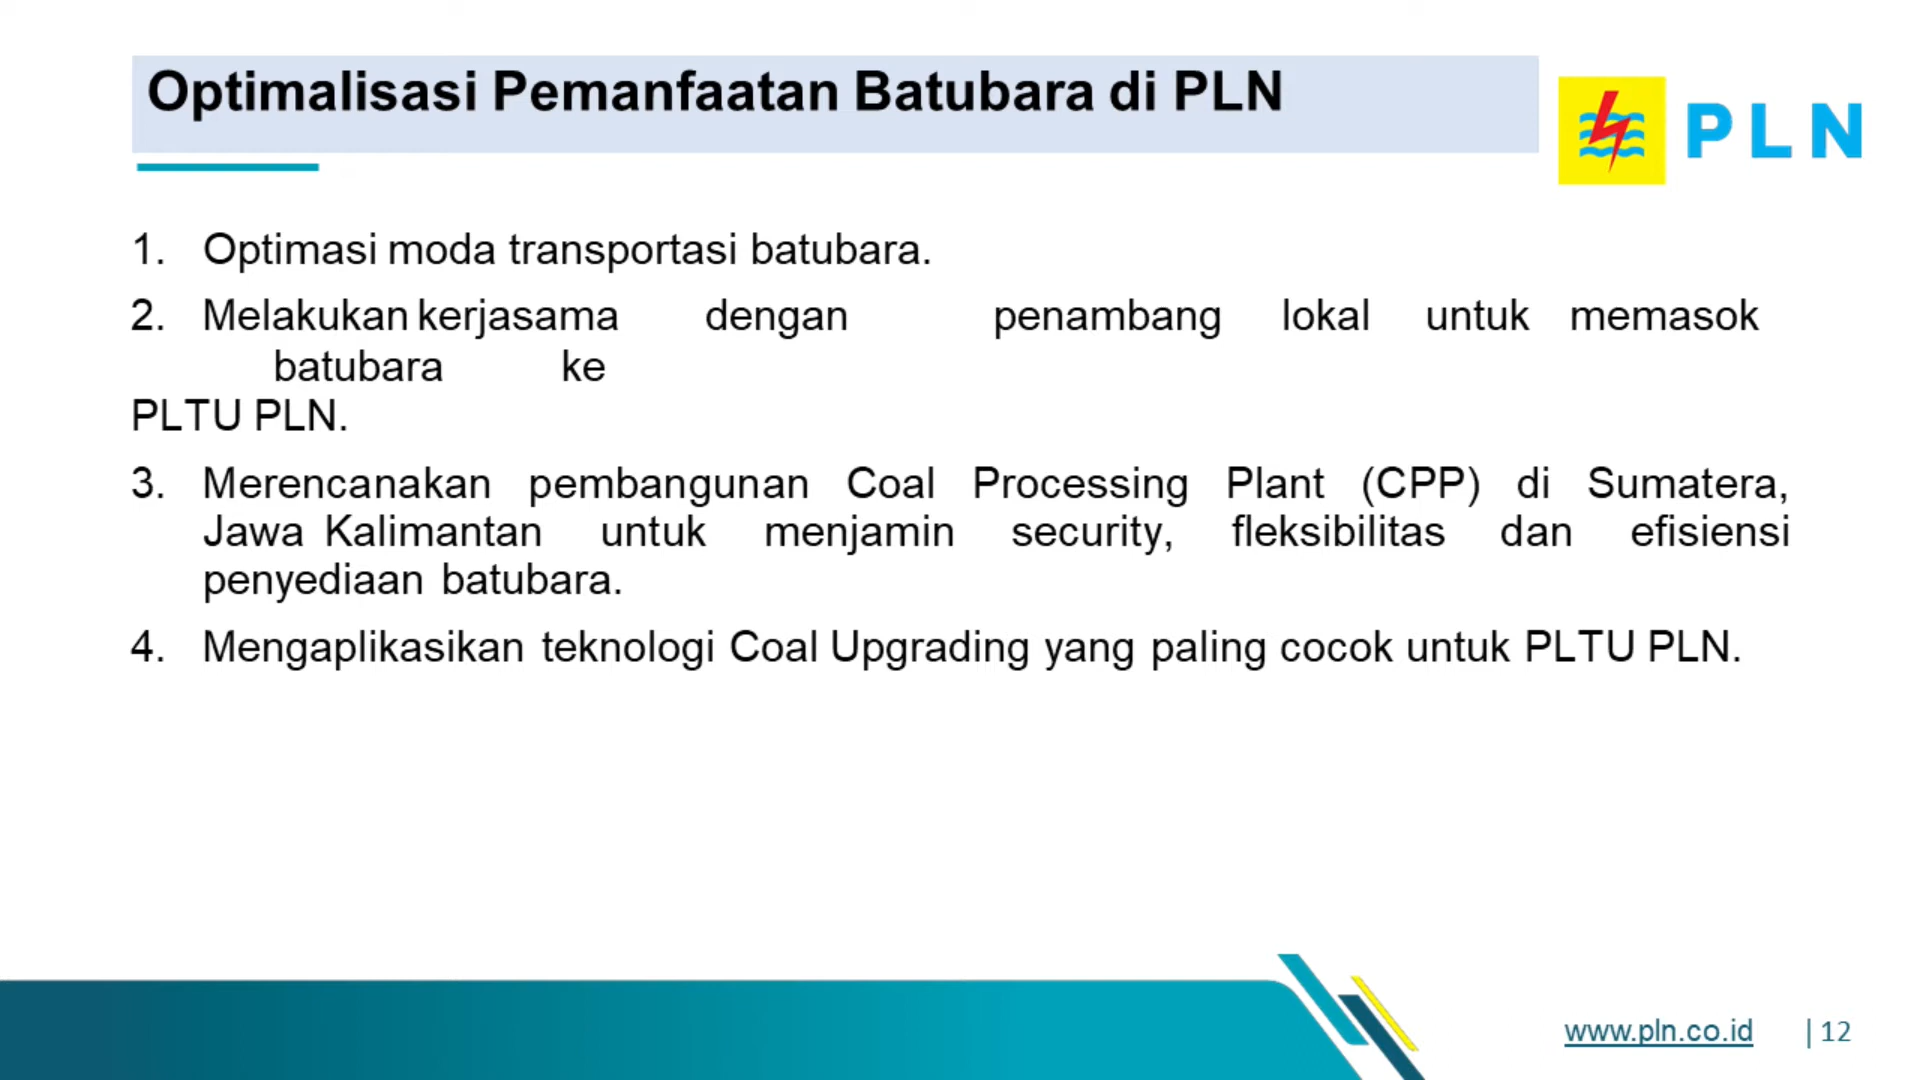 Optimalisasi Pemanfaatan Batubara di PLN
PLN
1. Optimasi moda transportasi batubara.
2. Melakukan kerjasama dengan penambang lokal untuk memasok
batubara ke
PLTU PLN.
3. Merencanakan pembangunan Coal Processing Plant (CPP) di Sumatera,
Jawa Kalimantan untuk menjamin security, fleksibilitas dan efisiensi
penyediaan batubara.
4. Mengaplikasikan teknologi Coal Upgrading yang paling cocok untuk PLTU PLN.
www.pln.co.id | 12